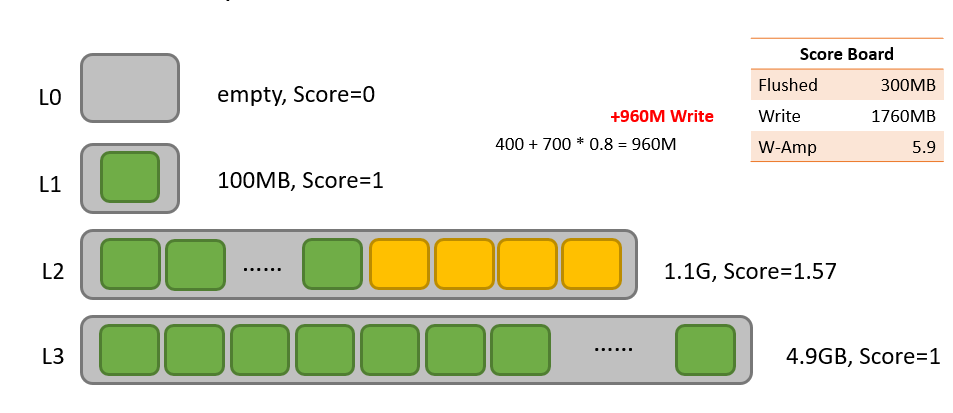 Score Board
Flushed 300MB
Write 1760MB
W-Amp 5.9
+960M Write
400 + 700 * 0.8 = 960M
L0 empty, Score=0
L1 100MB, Score=1
L2 ...... 1.1G, Score=1.57
L3 ...... 4.9GB, Score=1